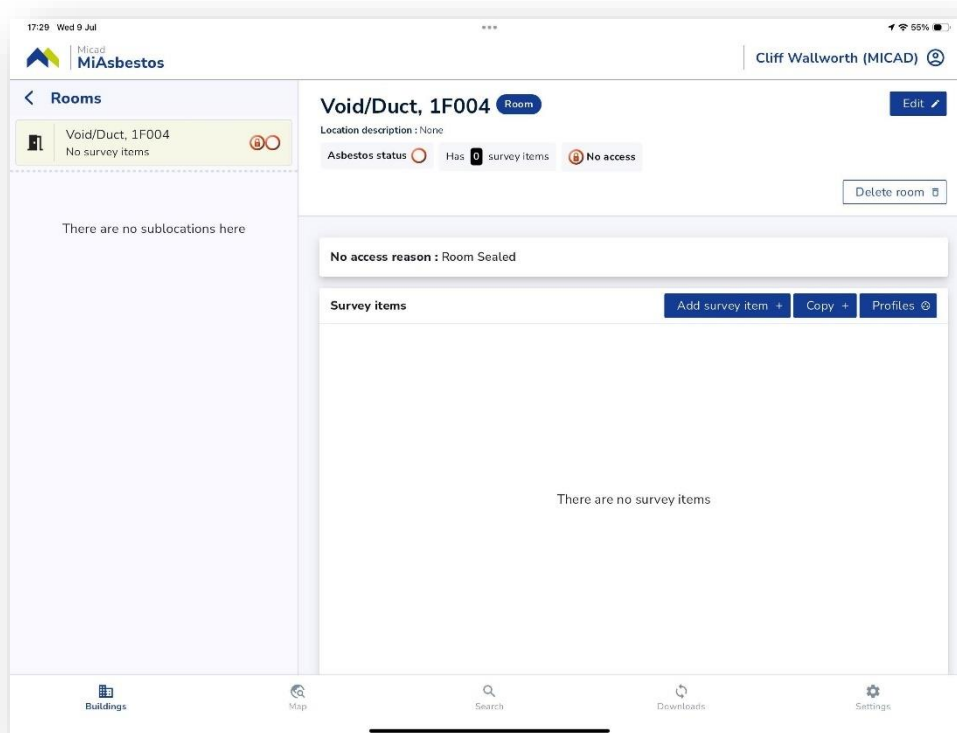 17:29 Wed 9 Jul
55%
Micad
MiAsbestos
Cliff Wallworth (MICAD)
Rooms
Void/Duct, 1F004
No survey items
There are no sublocations here
Void/Duct, 1F004 Room
Edit
Location description : None
Asbestos status
Has 0 survey items
No access
Delete room
No access reason : Room Sealed
Survey items
Add survey item +
Copy +
Profiles
There are no survey items
Buildings
Map
Search
Downloads
Settings